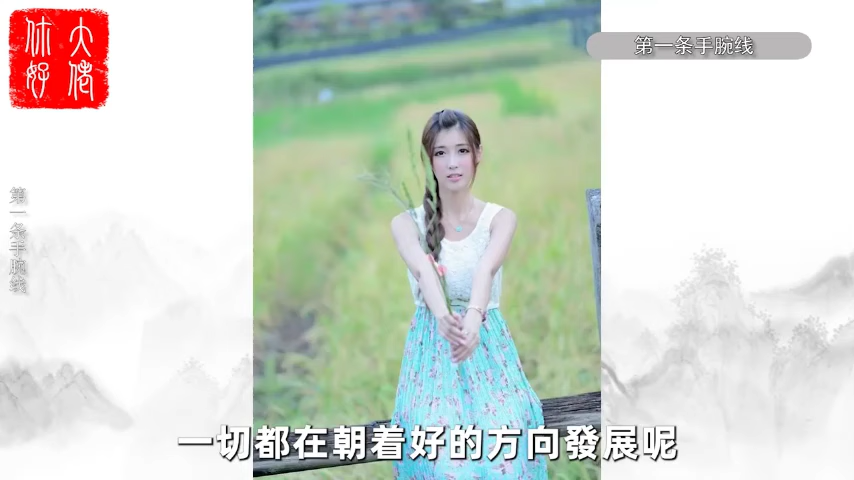 大佬
休好
第一条手腕线
第一条手腕线
一切都在朝着好的方向發展呢